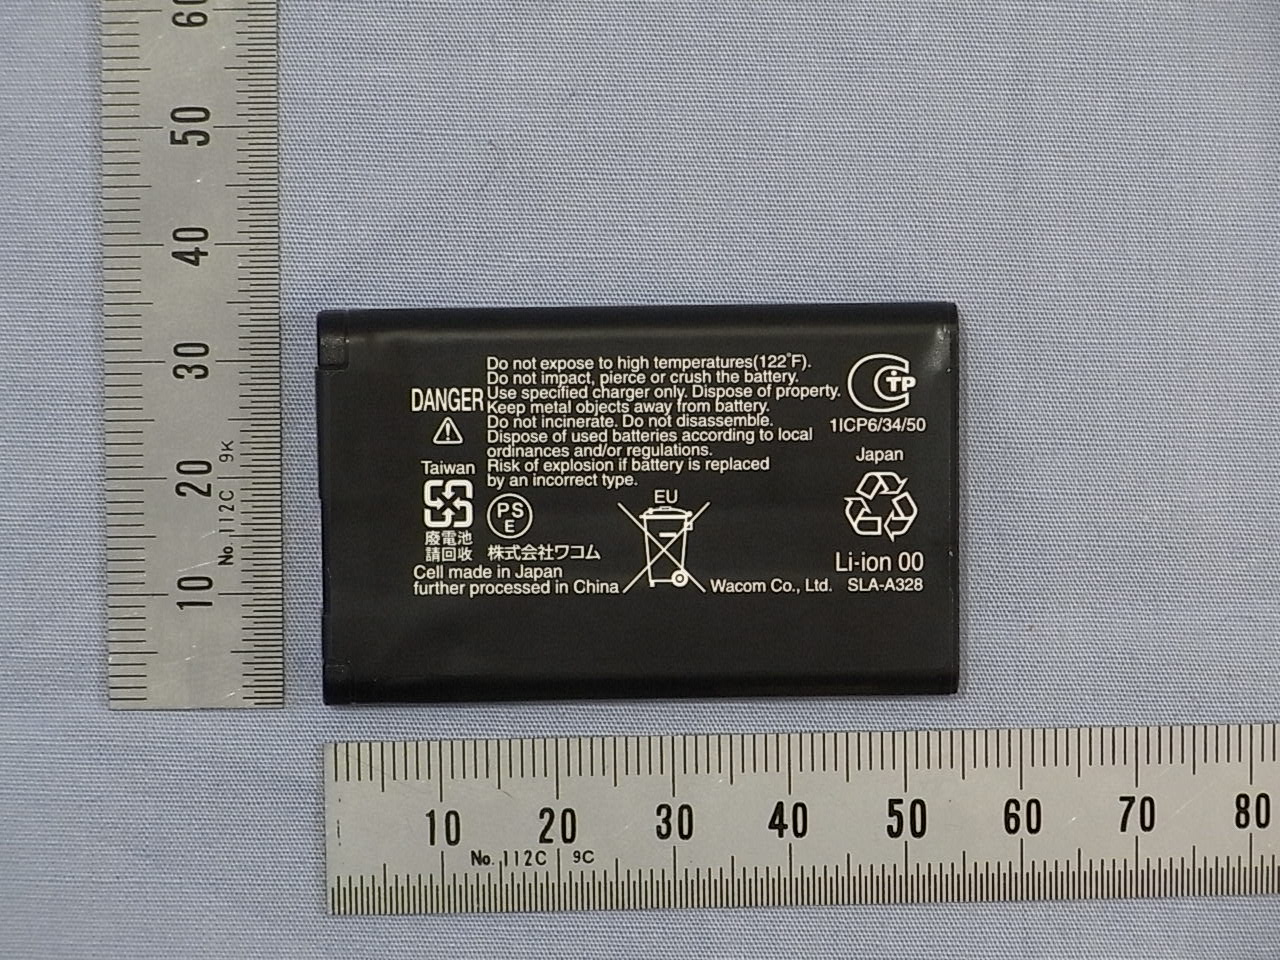 60
50
40
30
20
10
No. 112C 9K
DANGER
Do not expose to high temperatures(122°F).
Do not impact, pierce or crush the battery.
Use specified charger only. Dispose of property.
Keep metal objects away from battery.
Do not incinerate. Do not disassemble.
Dispose of used batteries according to local
ordinances and/or regulations.
Risk of explosion if battery is replaced
by an incorrect type.
TP
1ICP6/34/50
Taiwan
廢電池
請回收
PS
E
株式会社ワコム
EU
Japan
Li-ion 00
Cell made in Japan
further processed in China
Wacom Co., Ltd.
SLA-A328
10 20 30 40 50 60 70 80
No. 112C 9C